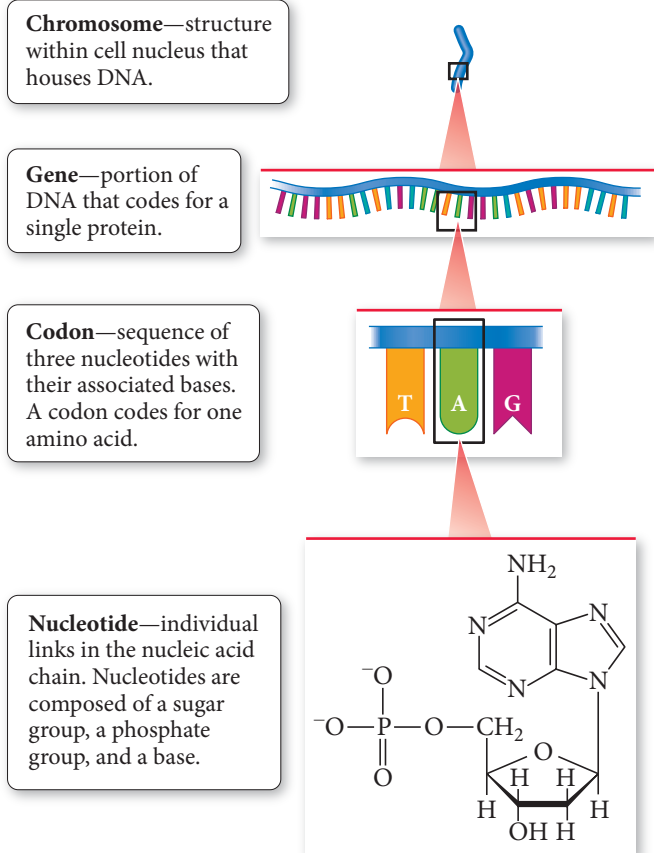 Chromosome—structure
within cell nucleus that
houses DNA.
Gene—portion of
DNA that codes for a
single protein.
Codon—sequence of
three nucleotides with
their associated bases.
A codon codes for one
amino acid.
T A G
Nucleotide—individual
links in the nucleic acid
chain. Nucleotides are
composed of a sugar
group, a phosphate
group, and a base.
NH₂
N N
N N
⁻O
⁻O—P—O—CH₂
O
O
H H
H H
OH H